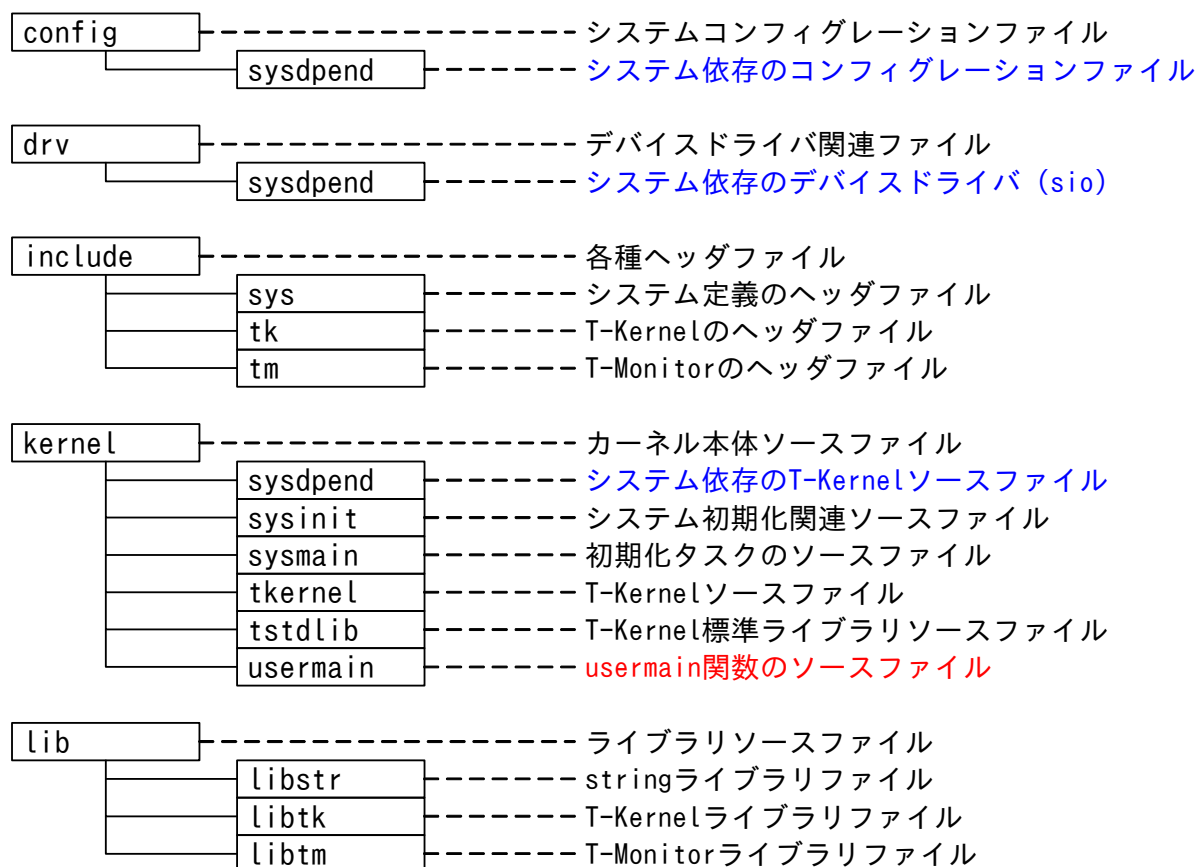 config システムコンフィグレーションファイル
sysdpend システム依存のコンフィグレーションファイル
drv デバイスドライバ関連ファイル
sysdpend システム依存のデバイスドライバ (sio)
include 各種ヘッダファイル
sys システム定義のヘッダファイル
tk T-Kernelのヘッダファイル
tm T-Monitorのヘッダファイル
kernel カーネル本体ソースファイル
sysdpend システム依存のT-Kernelソースファイル
sysinit システム初期化関連ソースファイル
sysmain 初期化タスクのソースファイル
tkernel T-Kernelソースファイル
tstdlib T-Kernel標準ライブラリソースファイル
usermain usermain関数のソースファイル
lib ライブラリソースファイル
libstr stringライブラリファイル
libtk T-Kernelライブラリファイル
libtm T-Monitorライブラリファイル